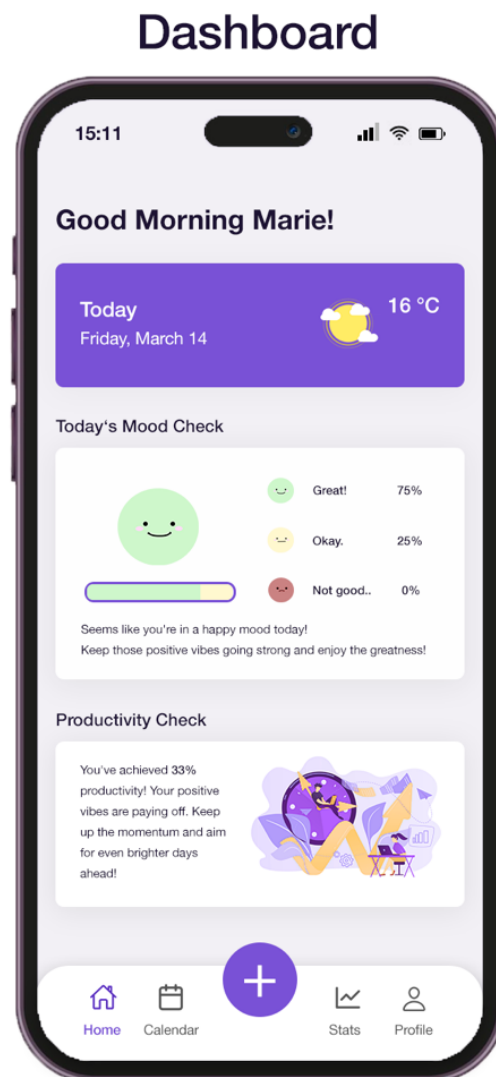 Dashboard
15:11
Good Morning Marie!
Today
16 °C
Friday, March 14
Today‘s Mood Check
Great! 75%
Okay. 25%
Not good.. 0%
Seems like you're in a happy mood today!
Keep those positive vibes going strong and enjoy the greatness!
Productivity Check
You've achieved 33%
productivity! Your positive
vibes are paying off. Keep
up the momentum and aim
for even brighter days
ahead!
Home Calendar Stats Profile